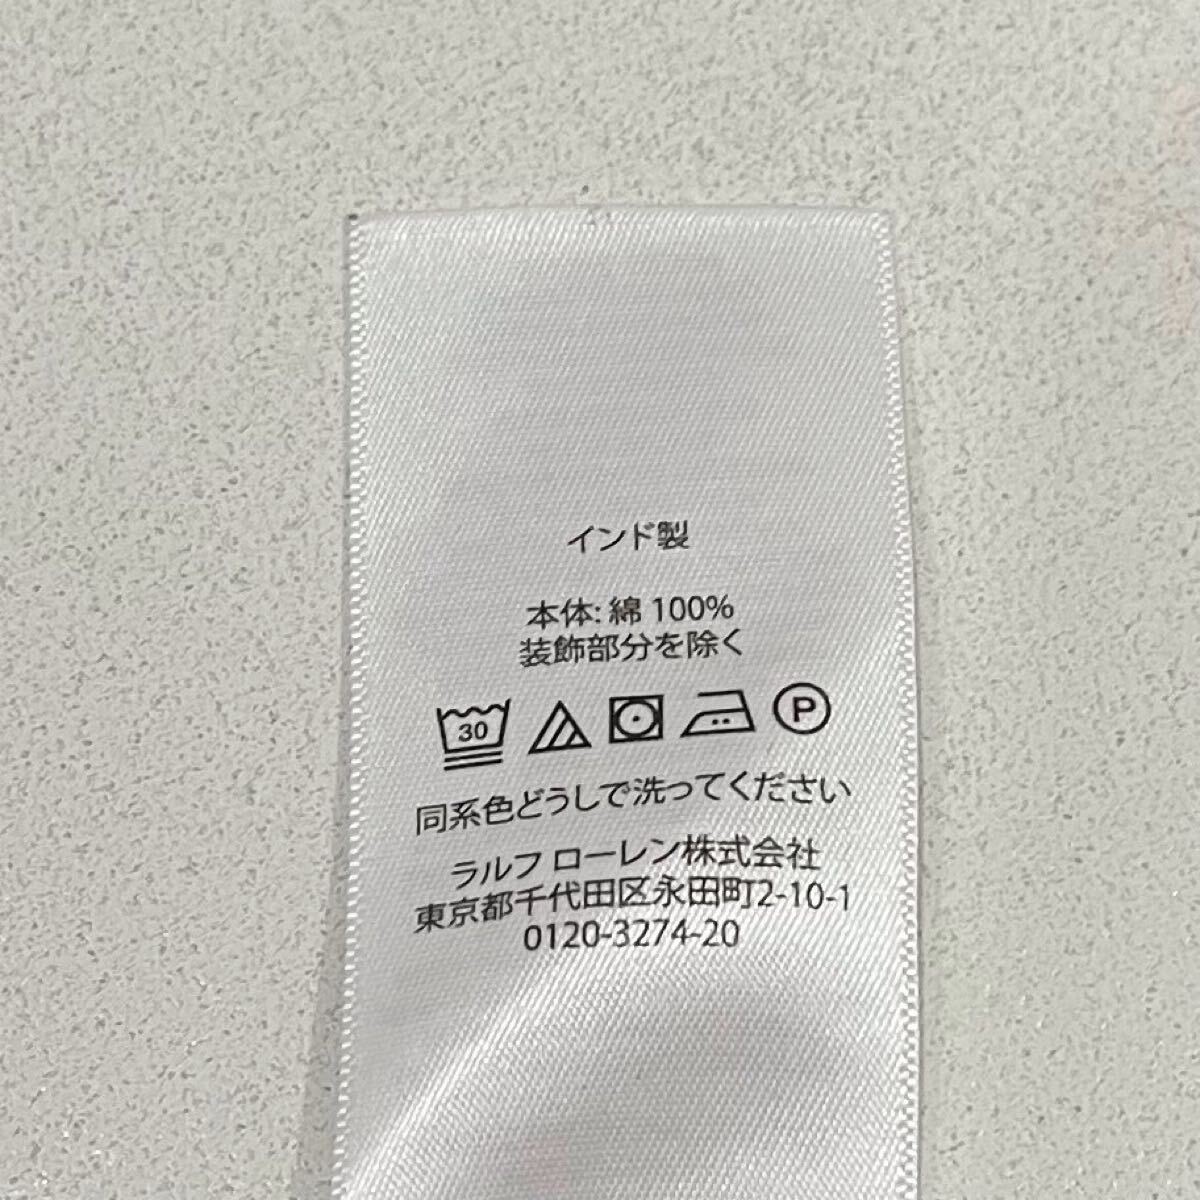 インド製
本体: 綿 100%
装飾部分を除く
30 P
同系色どうしで洗ってください
ラルフ ローレン株式会社
東京都千代田区永田町2-10-1
0120-3274-20